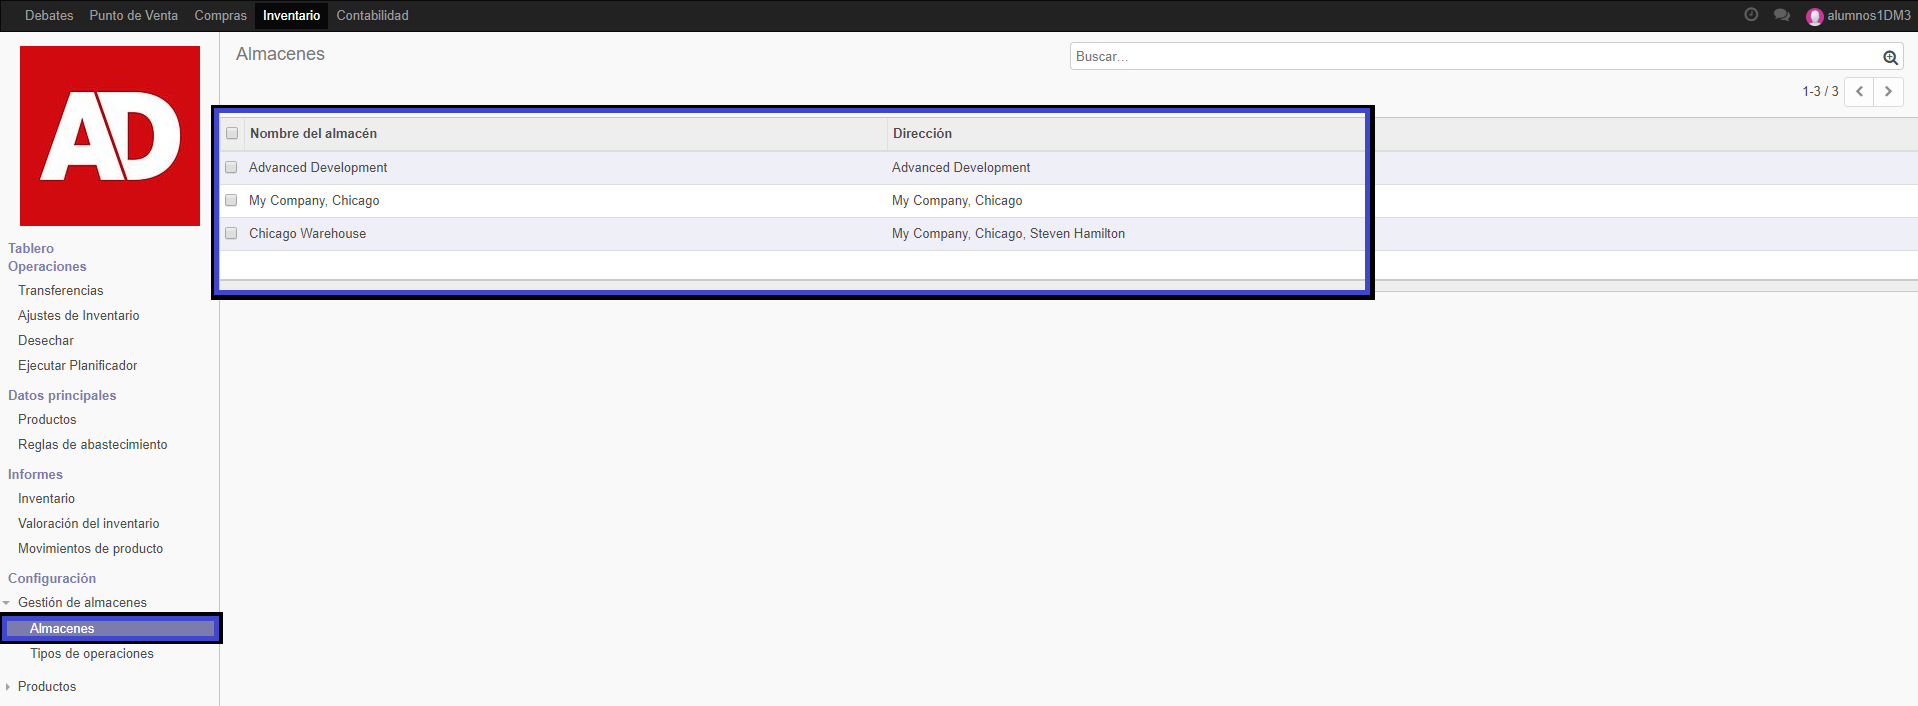 Debates Punto de Venta Compras Inventario Contabilidad alumnos1DM3
AD
Almacenes
Buscar...
1-3 / 3
Nombre del almacén Dirección
Advanced Development Advanced Development
My Company, Chicago My Company, Chicago
Chicago Warehouse My Company, Chicago, Steven Hamilton
Tablero
Operaciones
Transferencias
Ajustes de Inventario
Desechar
Ejecutar Planificador
Datos principales
Productos
Reglas de abastecimiento
Informes
Inventario
Valoración del inventario
Movimientos de producto
Configuración
Gestión de almacenes
Almacenes
Tipos de operaciones
Productos